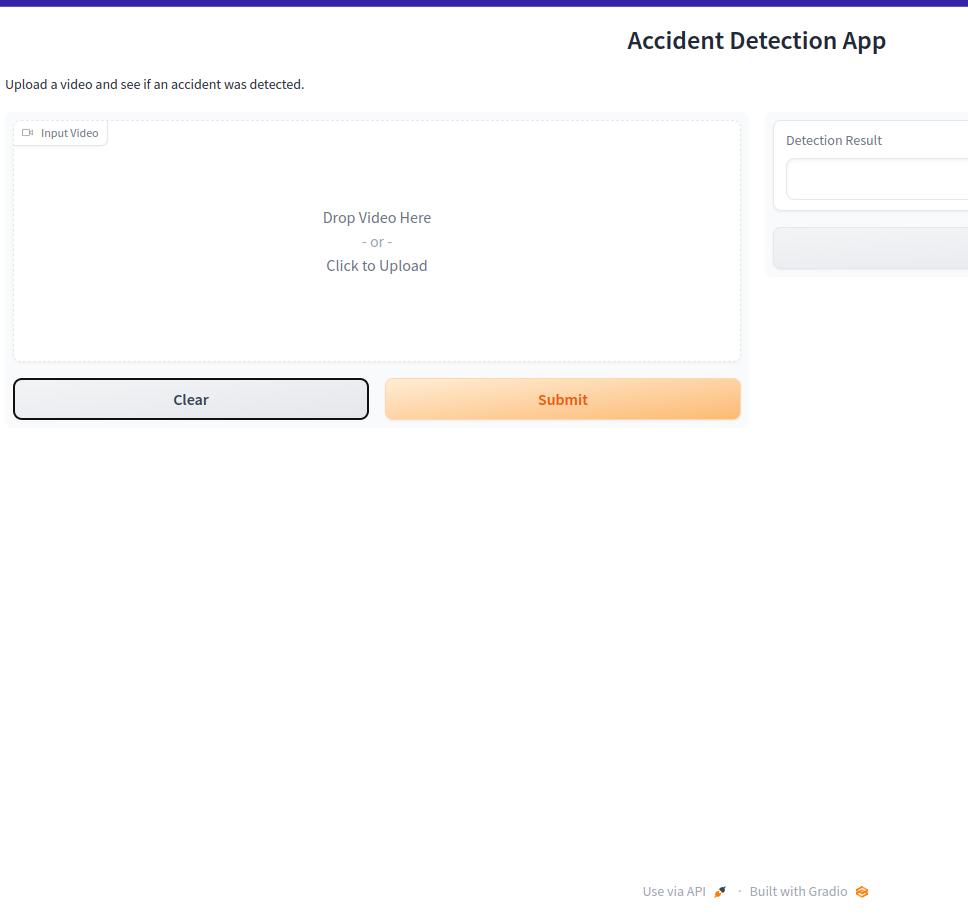 Accident Detection App
Upload a video and see if an accident was detected.
Input Video
Drop Video Here
- or -
Click to Upload
Clear
Submit
Detection Result
Use via API · Built with Gradio